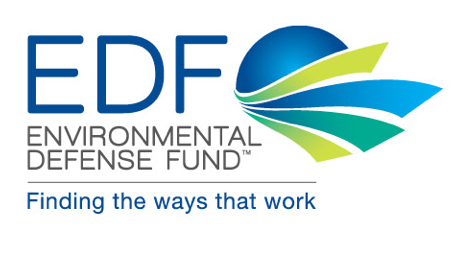 EDF
ENVIRONMENTAL
DEFENSE FUND™
Finding the ways that work